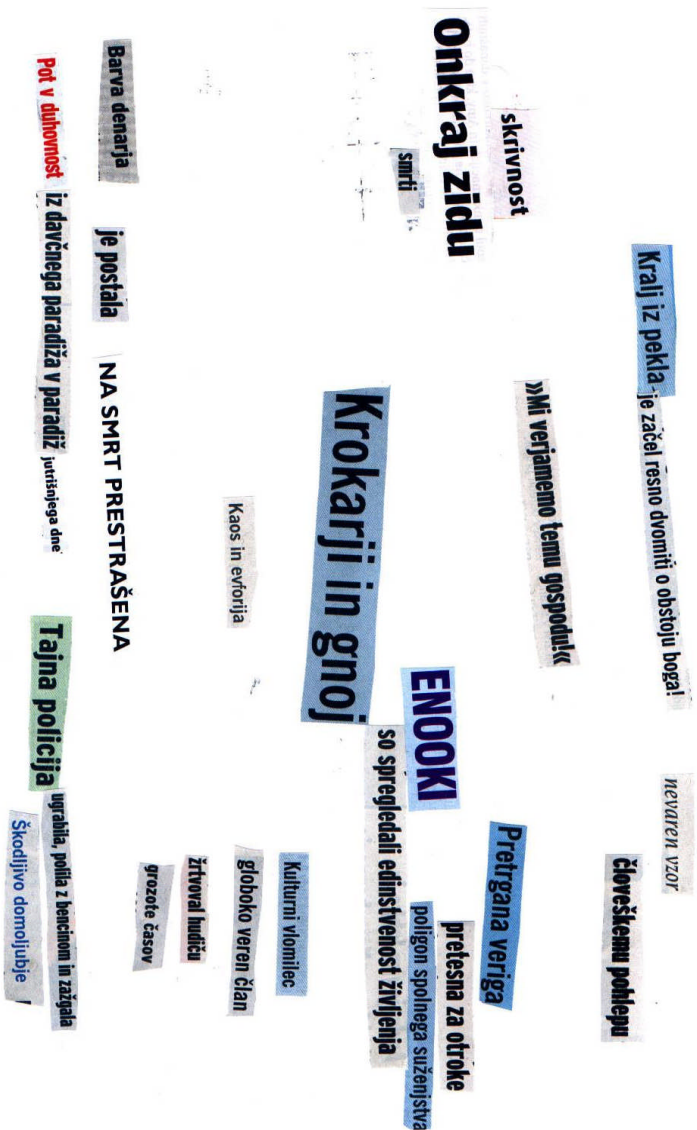 nevaren vzor
Kralj iz pekla -je začel resno dvomiti o obstoju boga!
Človeškemu pohlepu
»Mi verjamemo temu gospodu!«
skrivnost
Onkraj zidu
smrti
Pretrgana veriga
pretesna za otroke
ENOOKI
poligon spolnega suženjstva
so spregledali edinstvenost življenja
Krokarji in gnoj
Kulturni vlomilec
Kaos in evforija
globoko veren član
žrtvoval hudiču
grozote časov
Barva denarja je postala NA SMRT PRESTRAŠENA
Pot v duhovnost iz davčnega paradiža v paradiž jutrišnjega dne
Tajna policija ugrabila, polila z bencinom in zažgala
Škodljivo domoljubje